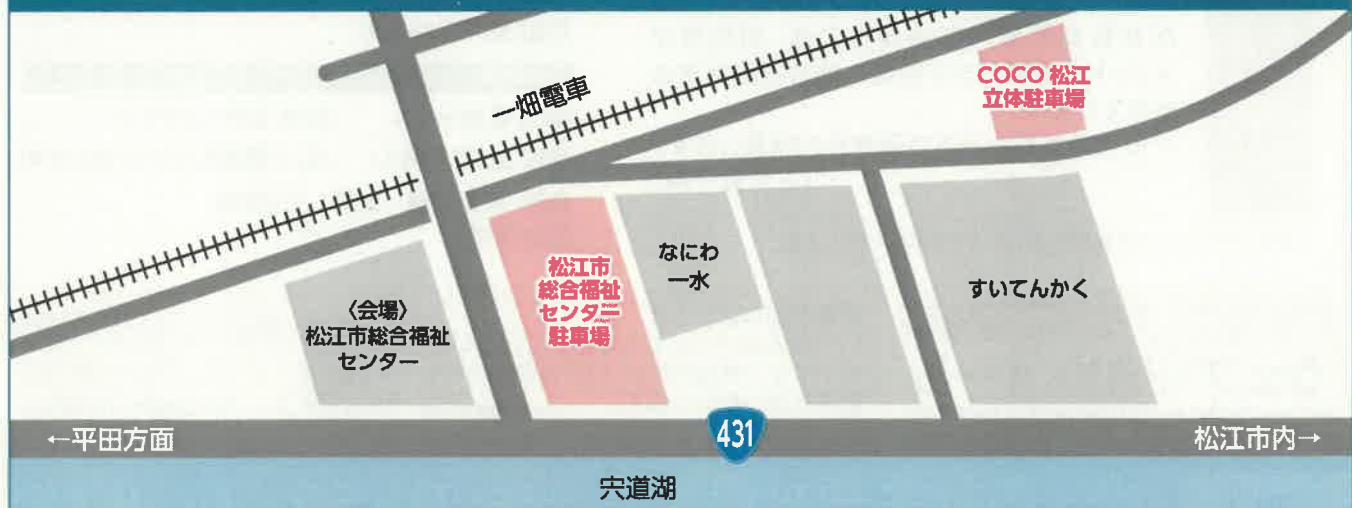 一畑電車
COCO 松江
立体駐車場
〈会場〉
松江市総合福祉
センター
松江市
総合福祉
センター
駐車場
なにわ
一水
すいてんかく
←平田方面
431
松江市内→
宍道湖